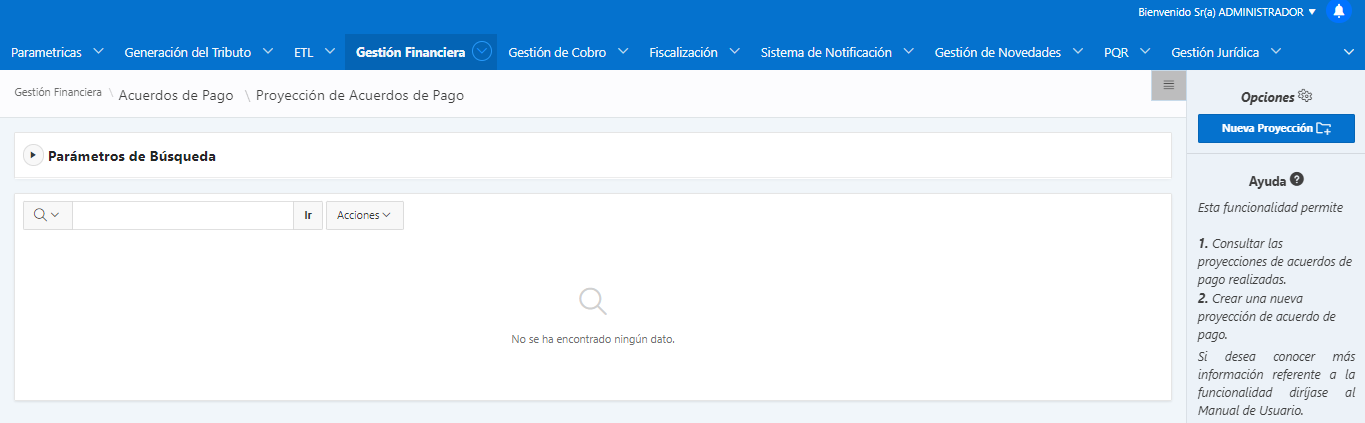 Bienvenido Sr(a) ADMINISTRADOR
Parametricas Generación del Tributo ETL Gestión Financiera Gestión de Cobro Fiscalización Sistema de Notificación Gestión de Novedades PQR Gestión Jurídica
Gestión Financiera \ Acuerdos de Pago \ Proyección de Acuerdos de Pago
Opciones
Nueva Proyección
Parámetros de Búsqueda
Ir Acciones
No se ha encontrado ningún dato.
Ayuda
Esta funcionalidad permite
1. Consultar las
proyecciones de acuerdos de
pago realizadas.
2. Crear una nueva
proyección de acuerdo de
pago.
Si desea conocer más
información referente a la
funcionalidad diríjase al
Manual de Usuario.